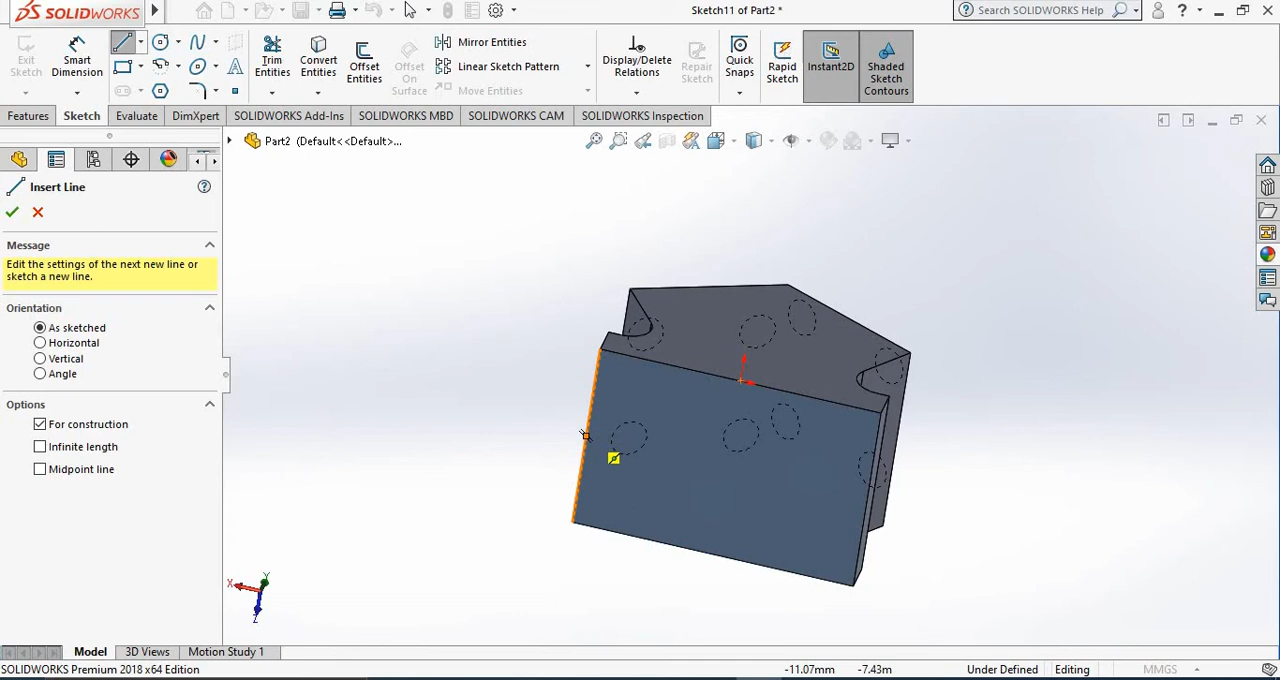 SOLIDWORKS
Sketch11 of Part2 *
Search SOLIDWORKS Help
Exit Sketch
Smart Dimension
Trim Entities
Convert Entities
Offset Entities
Offset On Surface
Mirror Entities
Linear Sketch Pattern
Move Entities
Display/Delete Relations
Repair Sketch
Quick Snaps
Rapid Sketch
Instant2D
Shaded Sketch Contours
Features
Sketch
Evaluate
DimXpert
SOLIDWORKS Add-Ins
SOLIDWORKS MBD
SOLIDWORKS CAM
SOLIDWORKS Inspection
Part2 (Default<<Default>...
Insert Line
Message
Edit the settings of the next new line or
sketch a new line.
Orientation
As sketched
Horizontal
Vertical
Angle
Options
For construction
Infinite length
Midpoint line
X
Y
Z
Model
3D Views
Motion Study 1
SOLIDWORKS Premium 2018 x64 Edition
-11.07mm
-7.43m
Under Defined
Editing
MMGS